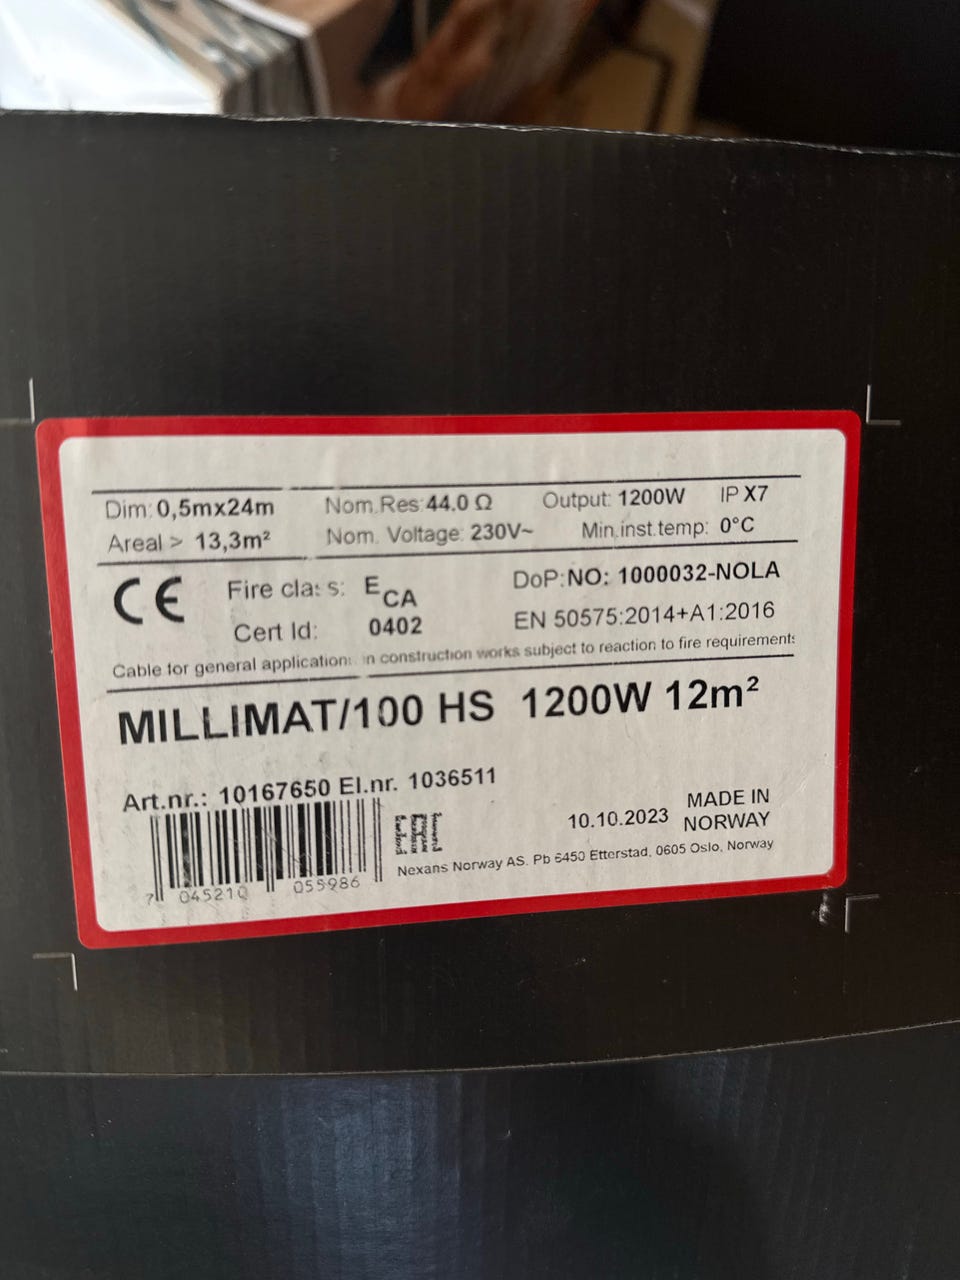 Dim: 0,5mx24m Nom.Res:44.0 Ω Output: 1200W IP X7
Areal > 13,3m² Nom. Voltage: 230V~ Min.inst.temp: 0°C
CE Fire class: ECA DoP:NO: 1000032-NOLA
Cert Id: 0402 EN 50575:2014+A1:2016
Cable for general applications in construction works subject to reaction to fire requirements
MILLIMAT/100 HS 1200W 12m²
Art.nr.: 10167650 El.nr. 1036511
10.10.2023 MADE IN
NORWAY
EAC
Nexans Norway AS. Pb 6450 Etterstad, 0605 Oslo, Norway
7 045210 055986